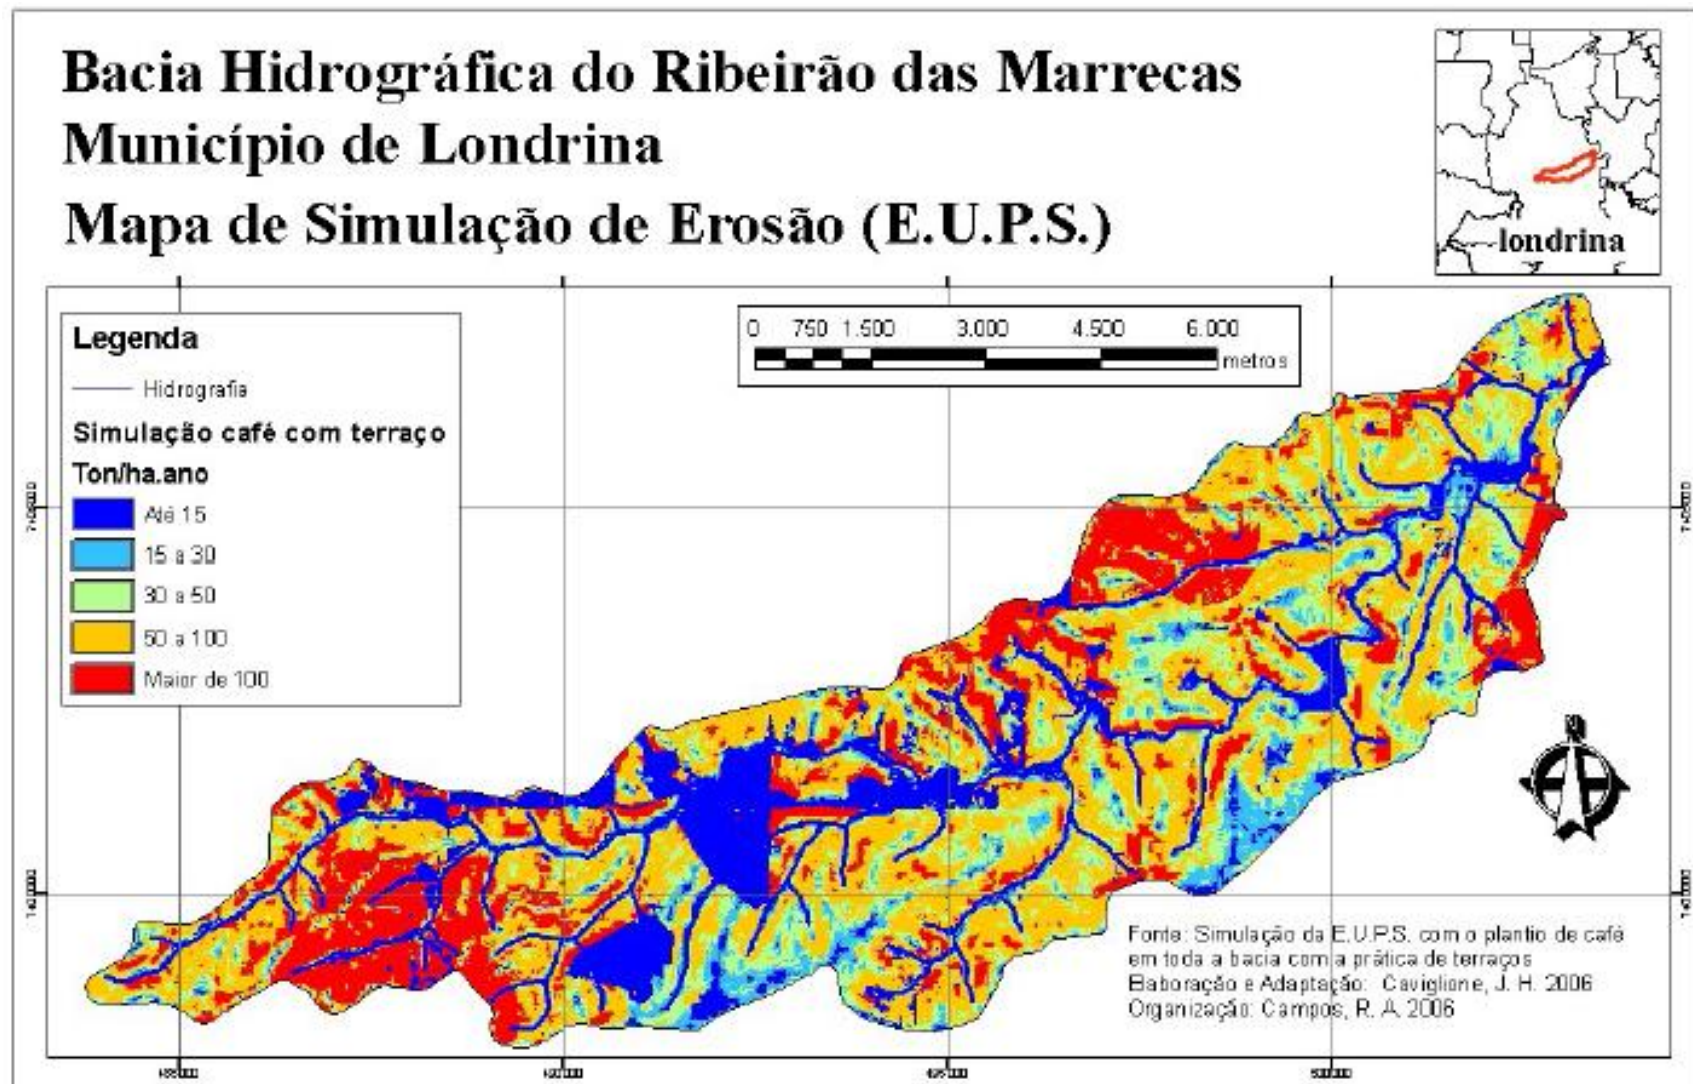 Bacia Hidrográfica do Ribeirão das Marrecas
Município de Londrina
Mapa de Simulação de Erosão (E.U.P.S.)
londrina
Legenda
Hidrografia
Simulação café com terraço
Ton/ha.ano
Até 15
15 a 30
30 a 50
50 a 100
Maior de 100
0 750 1.500 3.000 4.500 6.000
metros
N
Fonte: Simulação da E.U.P.S. com o plantio de café
em toda a bacia com a prática de terraços
Elaboração e Adaptação: Caviglione, J. H. 2006
Organização: Campos, R. A. 2006